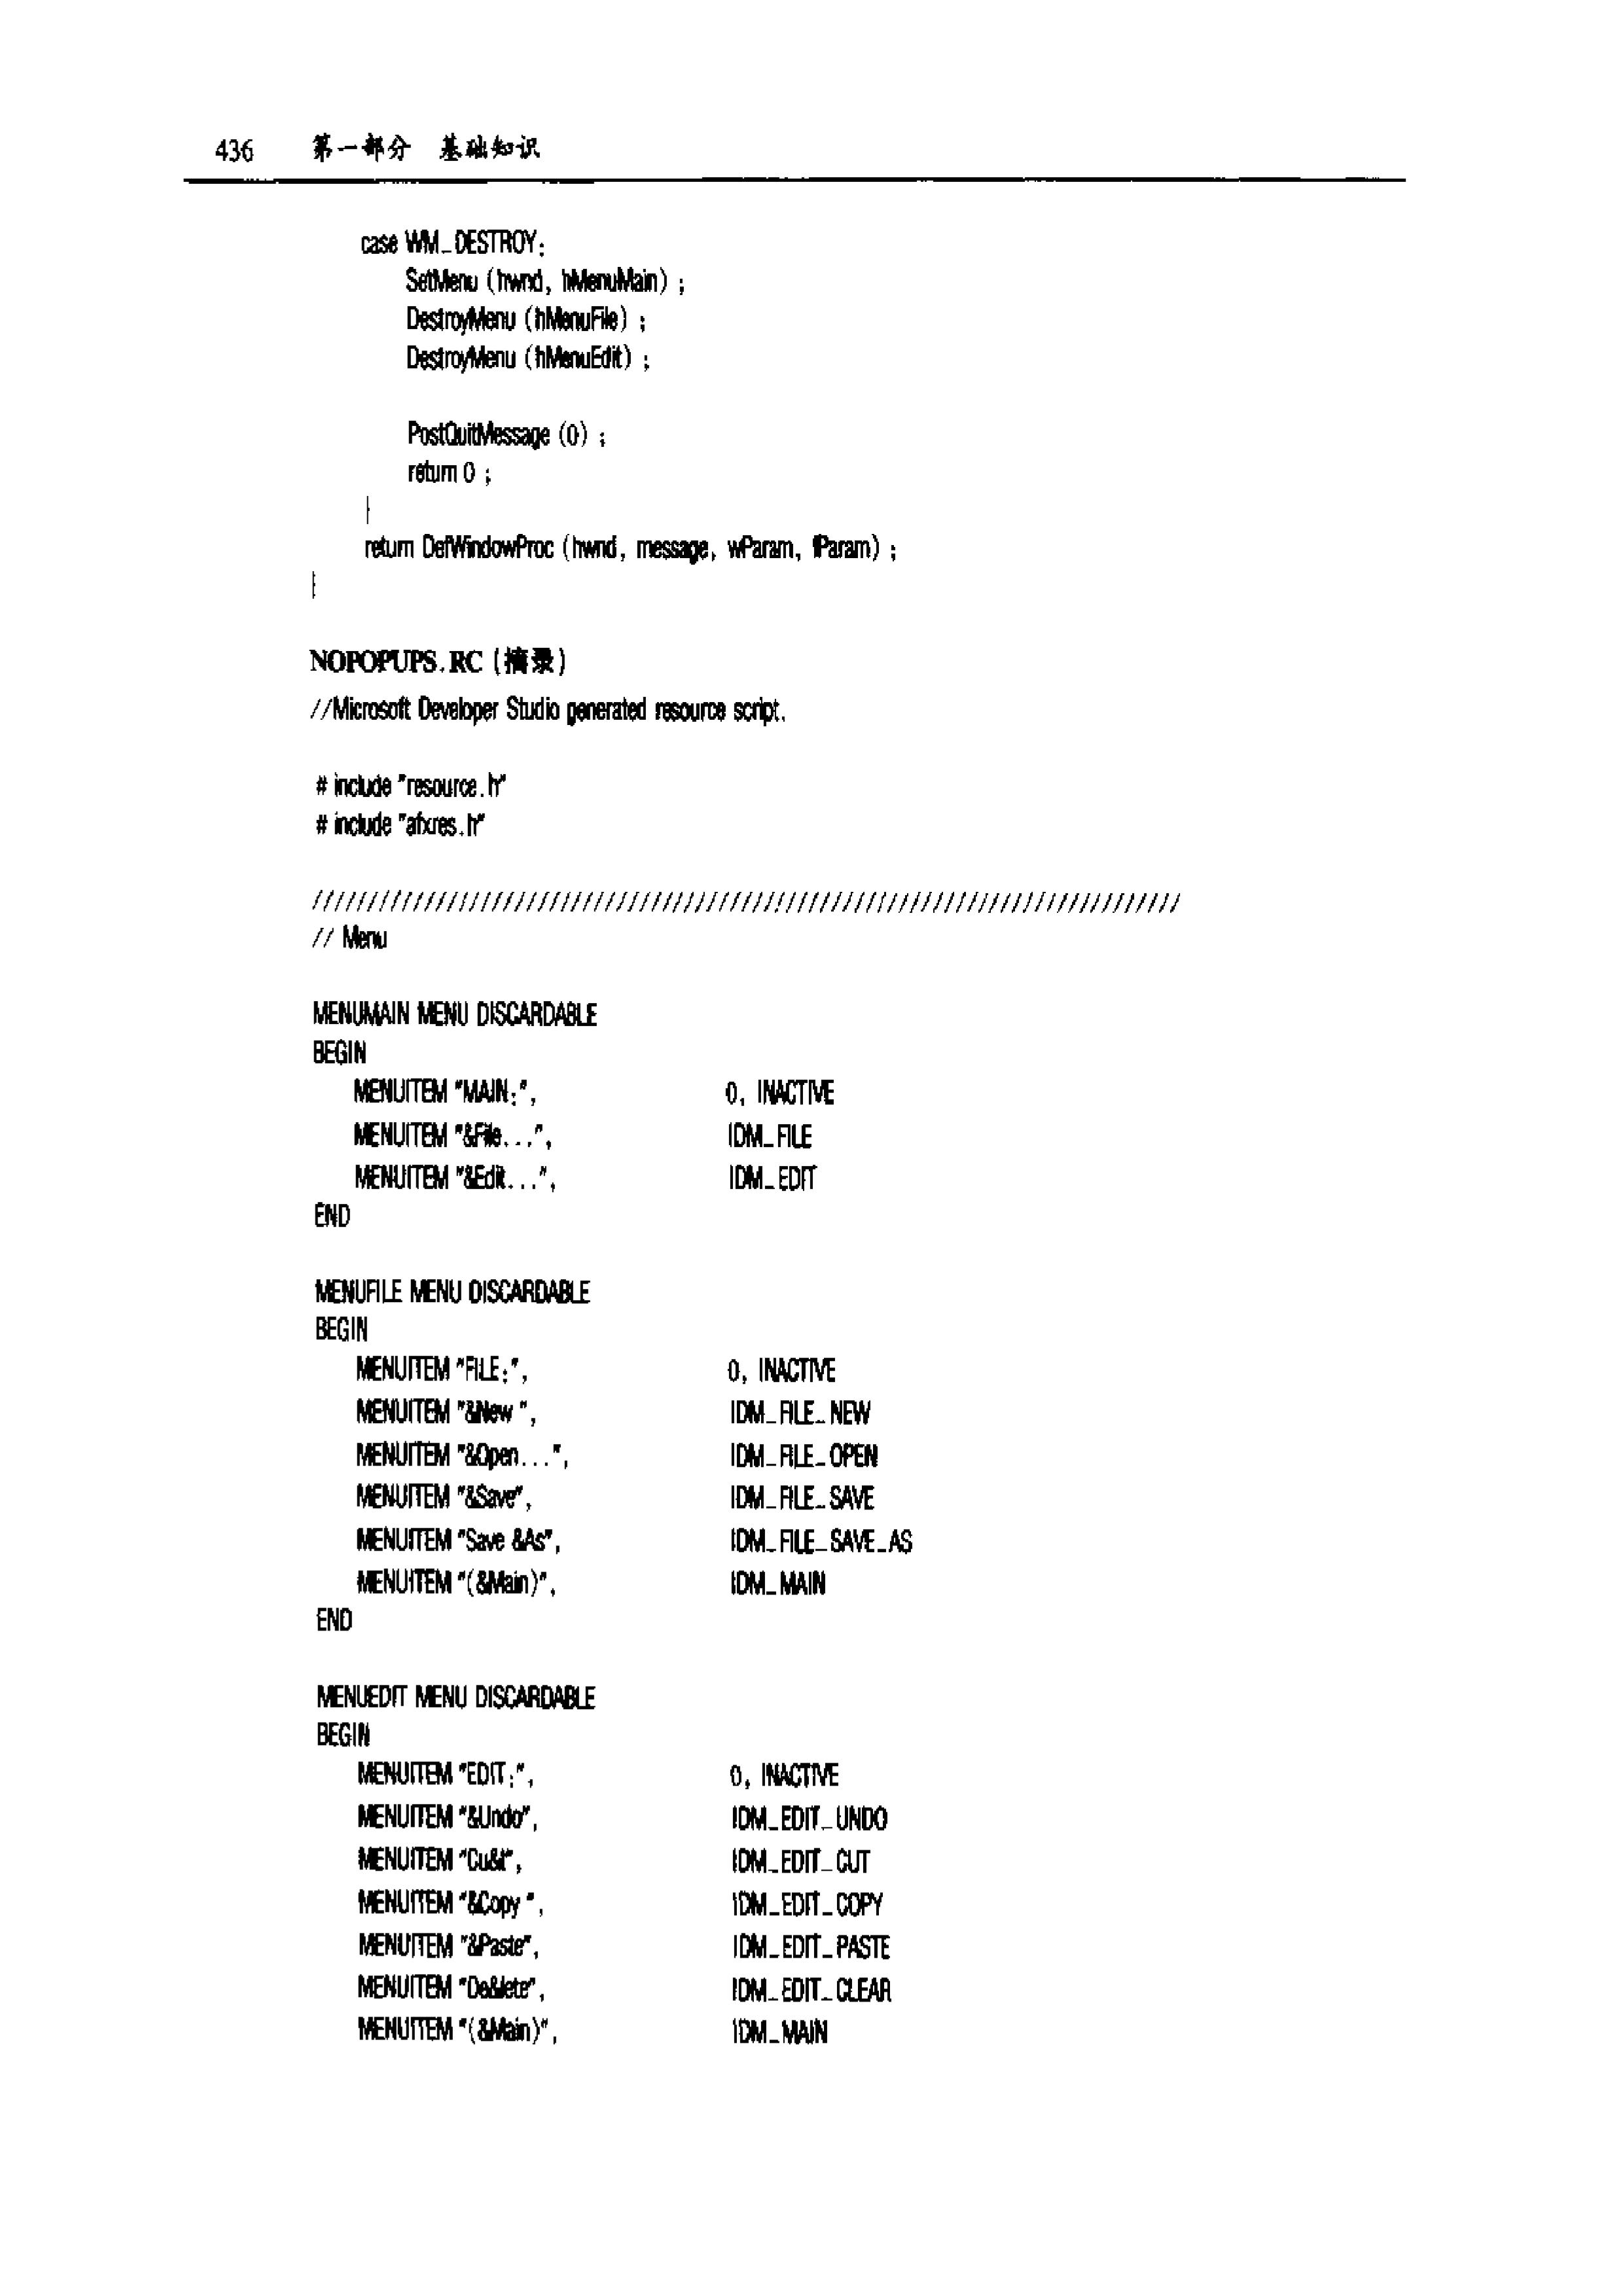 436 第一部分 基础知识
case WM_DESTROY:
SetMenu (hwnd, hMenuMain) ;
DestroyMenu (hMenuFile) ;
DestroyMenu (hMenuEdit) ;
PostQuitMessage (0) ;
return 0 ;
}
return DefWindowProc (hwnd, message, wParam, lParam) ;
}
NOPOPUPS.RC (摘录)
//Microsoft Developer Studio generated resource script.
# include "resource.h"
# include "afxres.h"
/////////////////////////////////////////////////////////////////////////////
// Menu
MENUMAIN MENU DISCARDABLE
BEGIN
MENUITEM "MAIN:", 0, INACTIVE
MENUITEM "&File...", IDM_FILE
MENUITEM "&Edit...", IDM_EDIT
END
MENUFILE MENU DISCARDABLE
BEGIN
MENUITEM "FILE:", 0, INACTIVE
MENUITEM "&New ", IDM_FILE_NEW
MENUITEM "&Open...", IDM_FILE_OPEN
MENUITEM "&Save", IDM_FILE_SAVE
MENUITEM "Save &As", IDM_FILE_SAVE_AS
MENUITEM "(&Main)", IDM_MAIN
END
MENUEDIT MENU DISCARDABLE
BEGIN
MENUITEM "EDIT:", 0, INACTIVE
MENUITEM "&Undo", IDM_EDIT_UNDO
MENUITEM "Cu&t", IDM_EDIT_CUT
MENUITEM "&Copy ", IDM_EDIT_COPY
MENUITEM "&Paste", IDM_EDIT_PASTE
MENUITEM "De&lete", IDM_EDIT_CLEAR
MENUITEM "(&Main)", IDM_MAIN